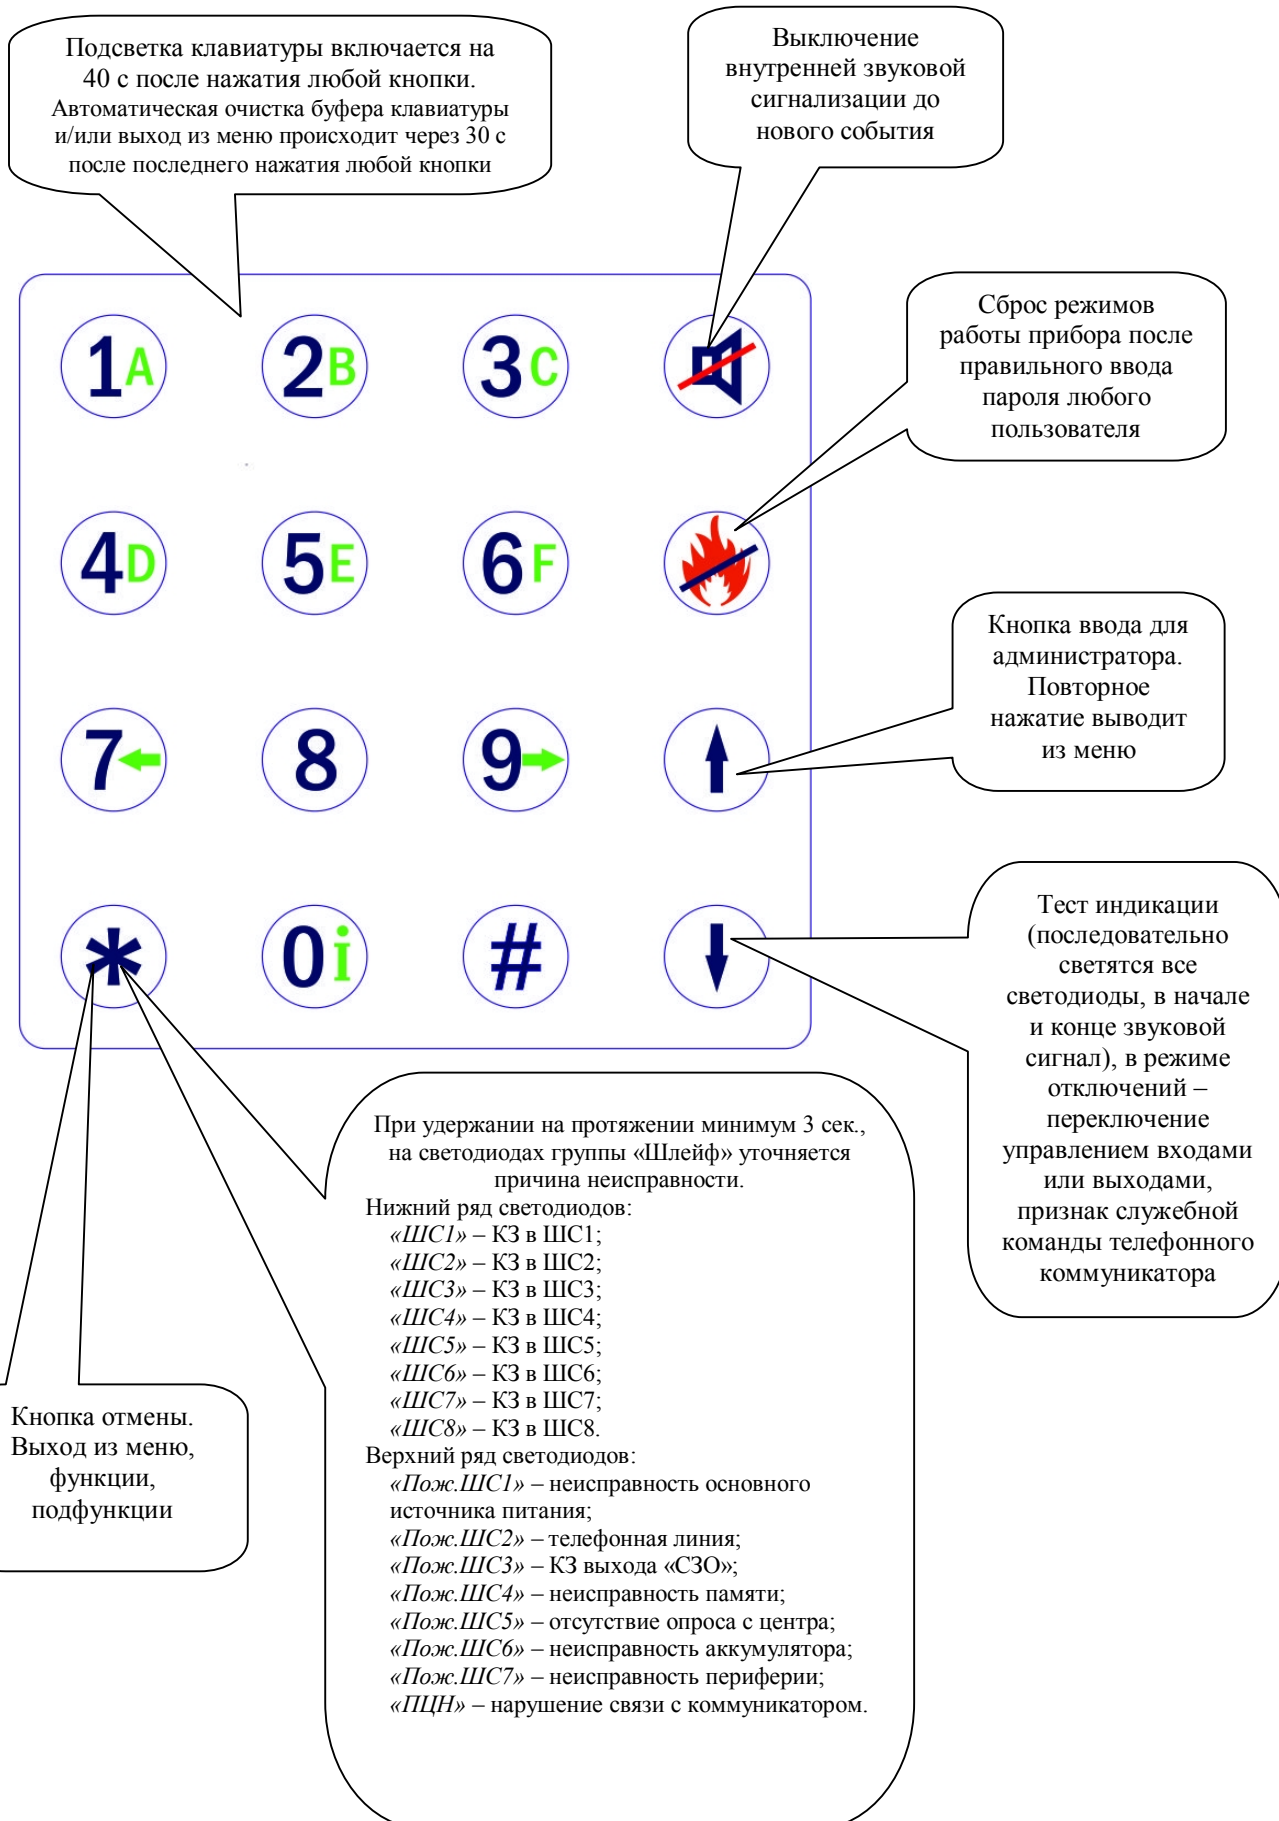 Подсветка клавиатуры включается на
40 с после нажатия любой кнопки.
Автоматическая очистка буфера клавиатуры
и/или выход из меню происходит через 30 с
после последнего нажатия любой кнопки
Выключение
внутренней звуковой
сигнализации до
нового события
Сброс режимов
работы прибора после
правильного ввода
пароля любого
пользователя
1A 2B 3C
4D 5E 6F
Кнопка ввода для
администратора.
Повторное
нажатие выводит
из меню
7← 8 9→ ↑
* 0i # ↓
Тест индикации
(последовательно
светятся все
светодиоды, в начале
и конце звуковой
сигнал), в режиме
отключений –
переключение
управлением входами
или выходами,
признак служебной
команды телефонного
коммуникатора
При удержании на протяжении минимум 3 сек.,
на светодиодах группы «Шлейф» уточняется
причина неисправности.
Нижний ряд светодиодов:
«ШС1» – КЗ в ШС1;
«ШС2» – КЗ в ШС2;
«ШС3» – КЗ в ШС3;
«ШС4» – КЗ в ШС4;
«ШС5» – КЗ в ШС5;
«ШС6» – КЗ в ШС6;
«ШС7» – КЗ в ШС7;
«ШС8» – КЗ в ШС8.
Верхний ряд светодиодов:
«Пож.ШС1» – неисправность основного
источника питания;
«Пож.ШС2» – телефонная линия;
«Пож.ШС3» – КЗ выхода «СЗО»;
«Пож.ШС4» – неисправность памяти;
«Пож.ШС5» – отсутствие опроса с центра;
«Пож.ШС6» – неисправность аккумулятора;
«Пож.ШС7» – неисправность периферии;
«ПЦН» – нарушение связи с коммуникатором.
Кнопка отмены.
Выход из меню,
функции,
подфункции